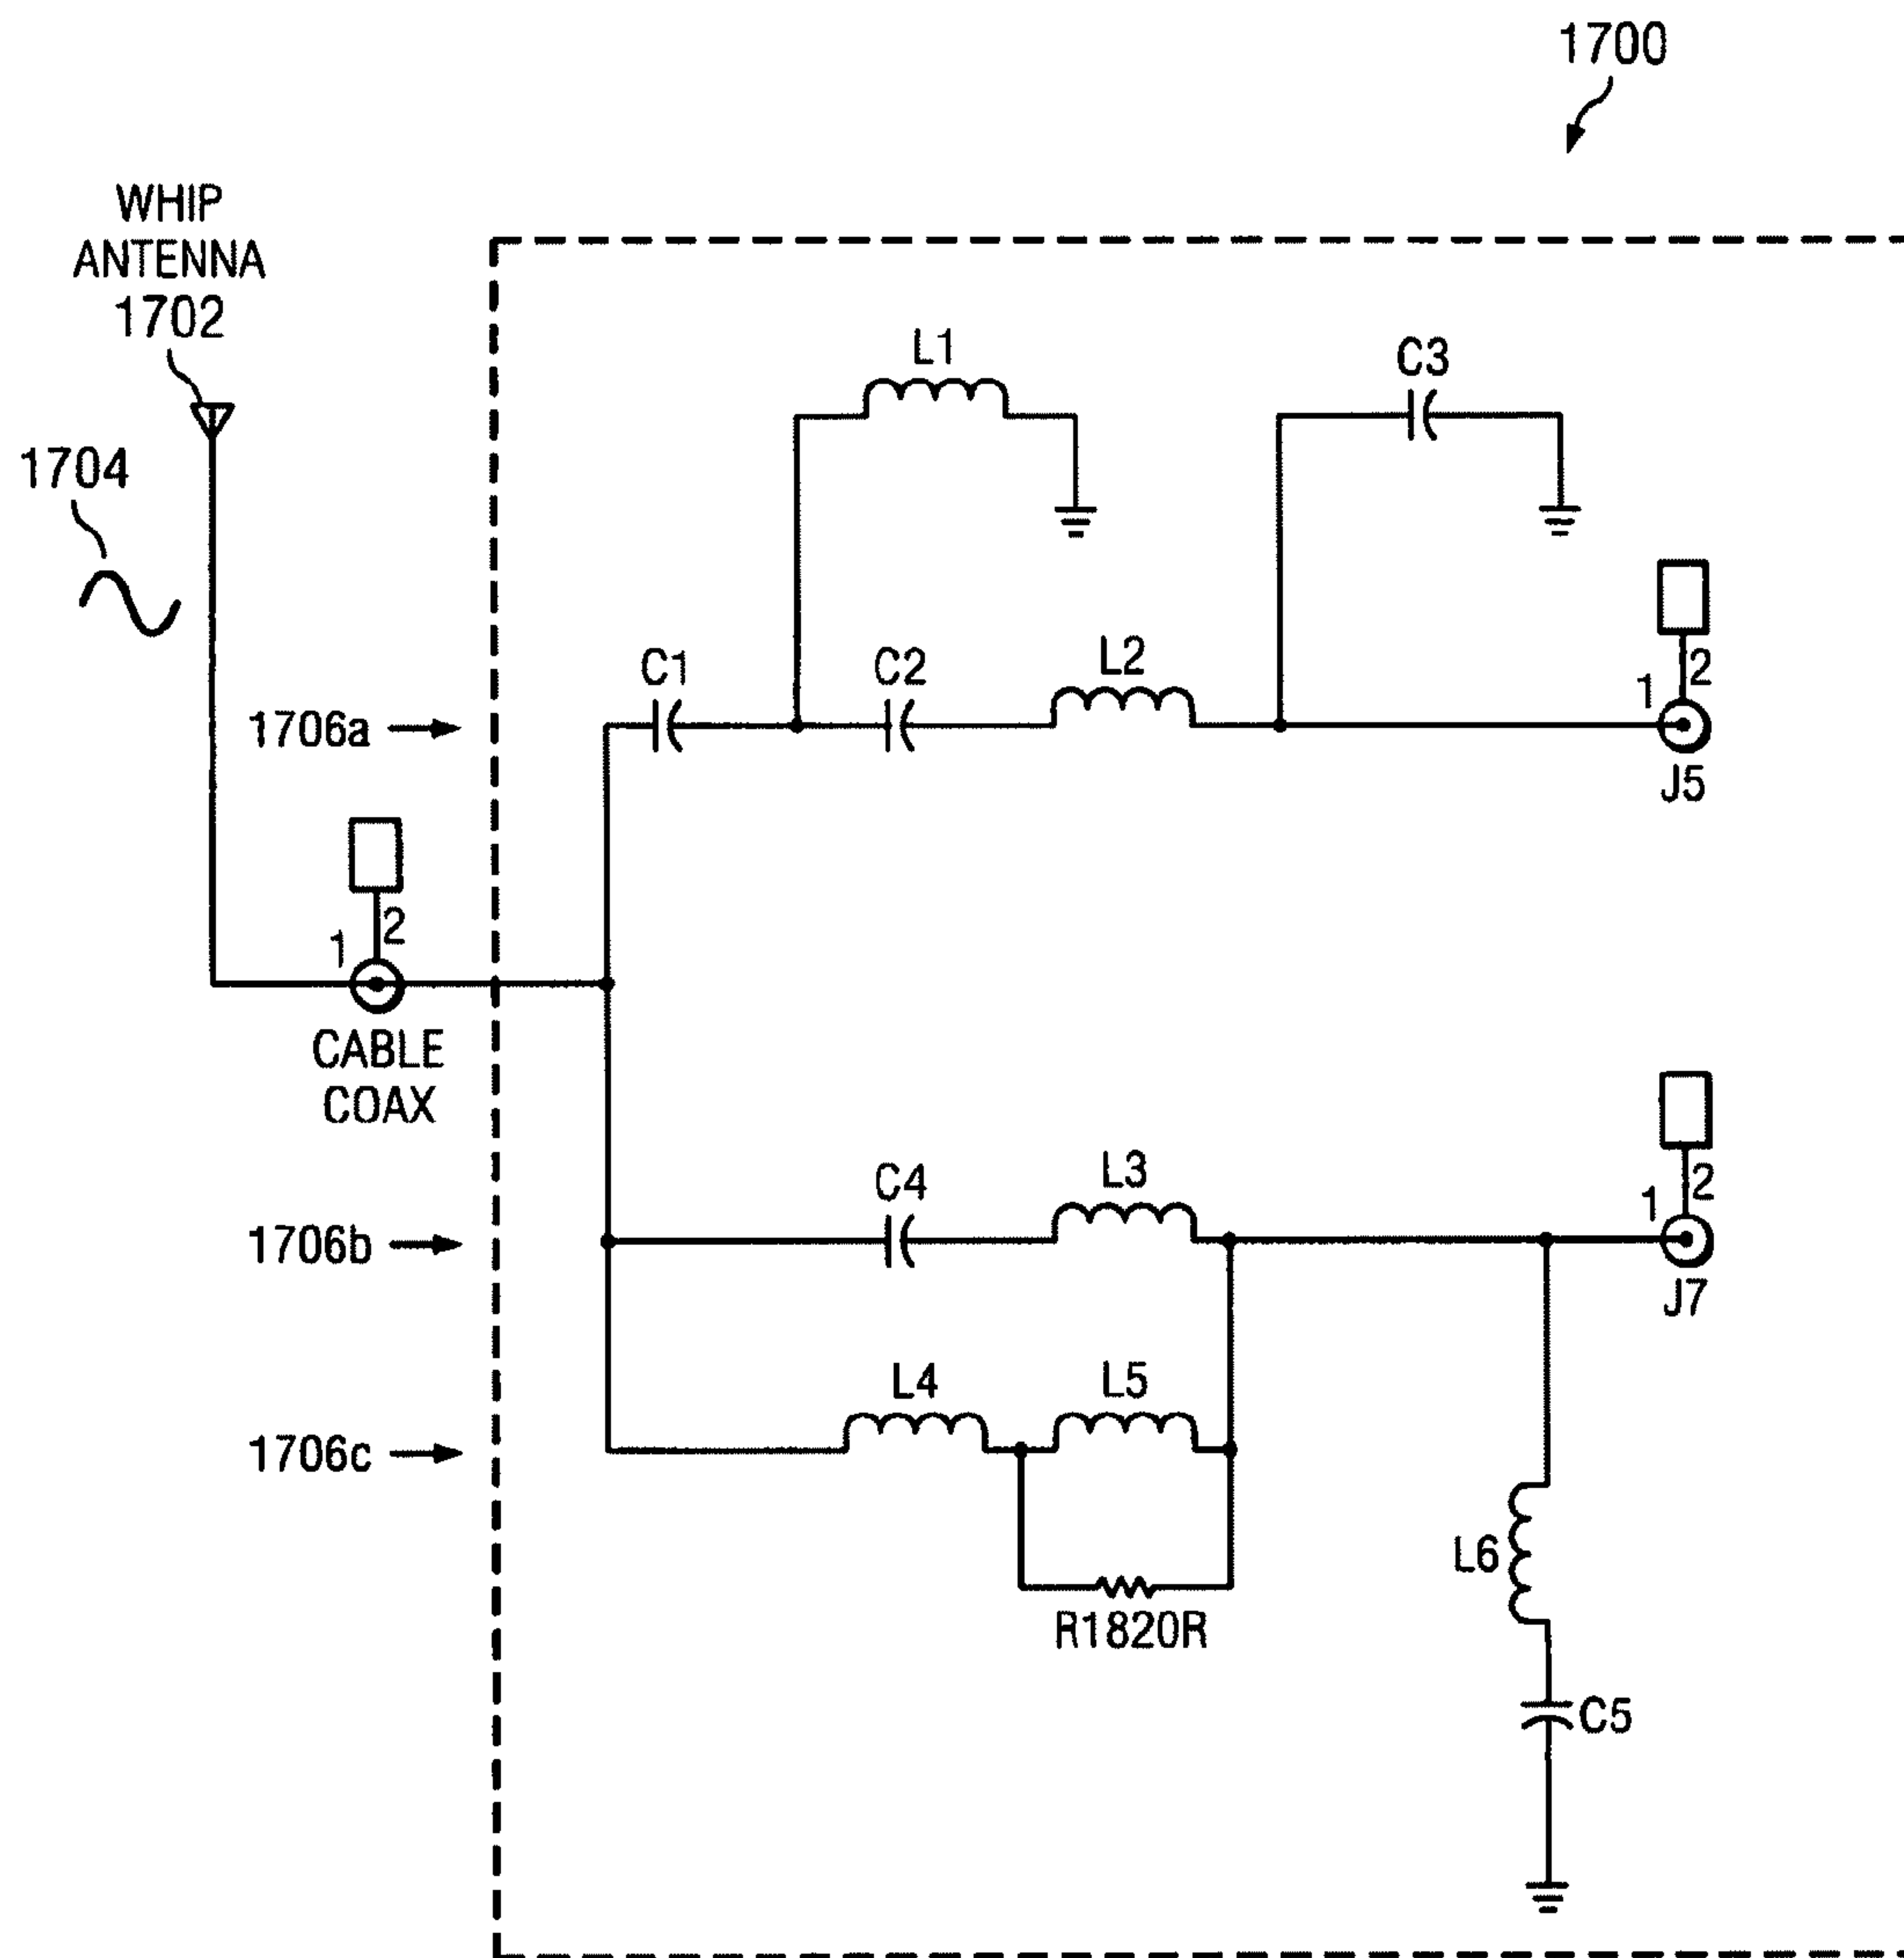 1700
WHIP
ANTENNA
1702
1704
L1
C3
C1
C2
L2
1
2
J5
1706a
1
2
CABLE
COAX
1
2
J7
C4
L3
1706b
L4
L5
1706c
R1820R
L6
C5